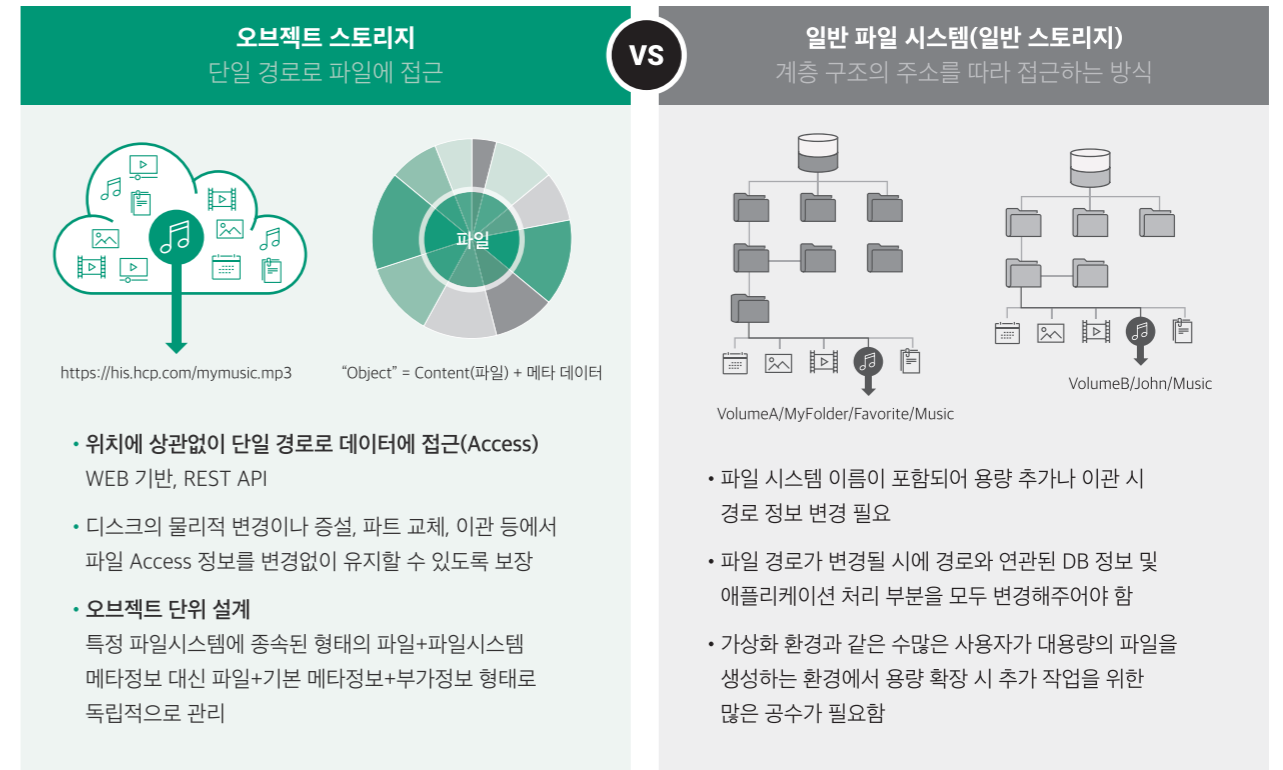 오브젝트 스토리지
단일 경로로 파일에 접근
VS
일반 파일 시스템(일반 스토리지)
계층 구조의 주소를 따라 접근하는 방식
파일
https://his.hcp.com/mymusic.mp3
“Object” = Content(파일) + 메타 데이터
• 위치에 상관없이 단일 경로로 데이터에 접근(Access)
WEB 기반, REST API
• 디스크의 물리적 변경이나 증설, 파트 교체, 이관 등에서
파일 Access 정보를 변경없이 유지할 수 있도록 보장
• 오브젝트 단위 설계
특정 파일시스템에 종속된 형태의 파일+파일시스템
메타정보 대신 파일+기본 메타정보+부가정보 형태로
독립적으로 관리
VolumeA/MyFolder/Favorite/Music
VolumeB/John/Music
• 파일 시스템 이름이 포함되어 용량 추가나 이관 시
경로 정보 변경 필요
• 파일 경로가 변경될 시에 경로와 연관된 DB 정보 및
애플리케이션 처리 부분을 모두 변경해주어야 함
• 가상화 환경과 같은 수많은 사용자가 대용량의 파일을
생성하는 환경에서 용량 확장 시 추가 작업을 위한
많은 공수가 필요함